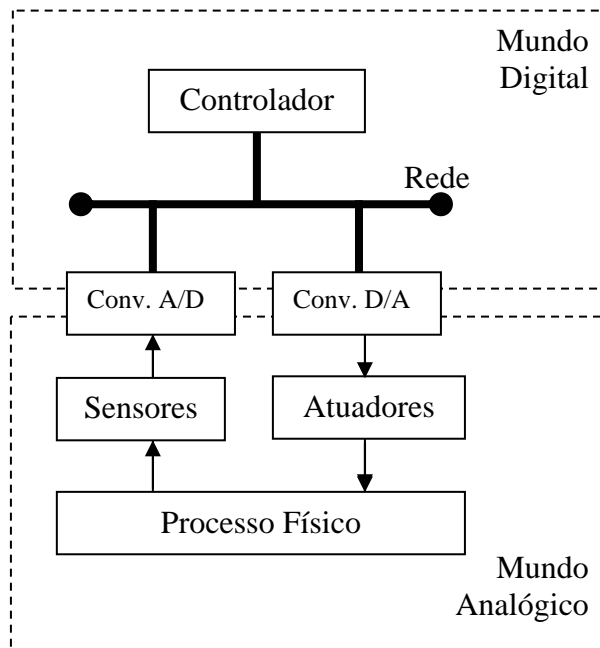 Mundo
Digital
Controlador
Rede
Conv. A/D
Conv. D/A
Sensores
Atuadores
Processo Físico
Mundo
Analógico